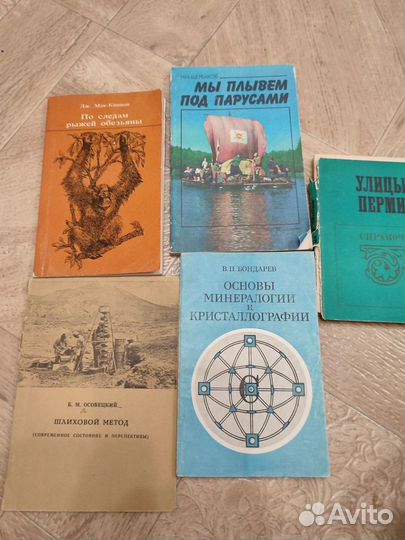 Дж. Мак-Киннон
По следам
рыжей обезьяны
МЫ ПЛЫВЕМ
ПОД ПАРУСАМИ
УЛИЦЫ
ПЕРМИ
СПРАВОЧ
Б. М. ОСОВЕЦКИЙ
ШЛИХОВОЙ МЕТОД
(СОВРЕМЕННОЕ СОСТОЯНИЕ И ПЕРСПЕКТИВЫ)
В. П. БОНДАРЕВ
ОСНОВЫ
МИНЕРАЛОГИИ
И
КРИСТАЛЛОГРАФИИ
C
Avito